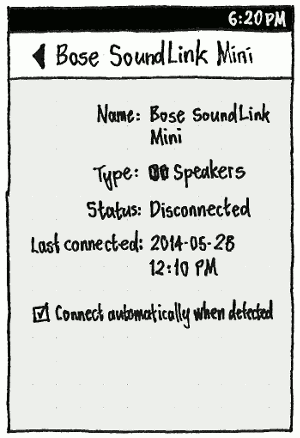 6:20PM
Bose SoundLink Mini
Name: Bose SoundLink
Mini
Type: Speakers
Status: Disconnected
Last connected: 2014-05-28
12:10 PM
Connect automatically when detected